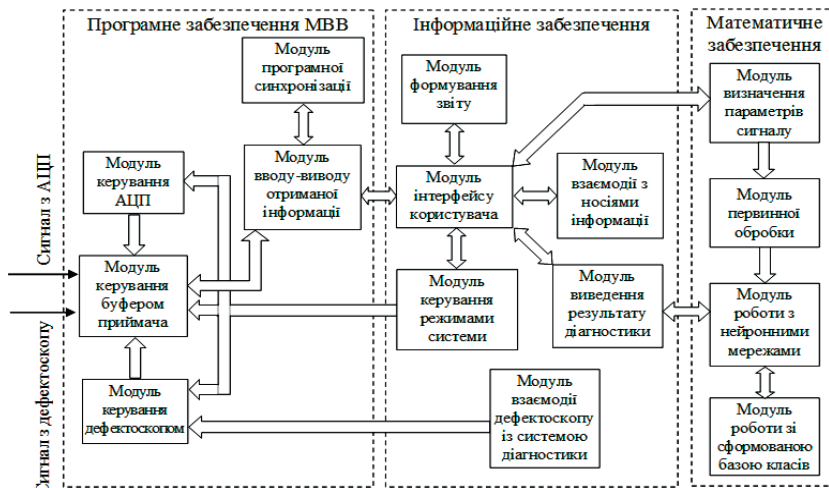 Програмне забезпечення МВВ
Модуль
програмної
синхронізації
Модуль
керування
АЦП
Модуль
вводу-виводу
отриманої
інформації
Модуль
керування
буфером
приймача
Модуль
керування
дефектоскопом
Сигнал з АЦП
Сигнал з дефектоскопу
Інформаційне забезпечення
Модуль
формування
звіту
Модуль
інтерфейсу
користувача
Модуль
взаємодії з
носіями
інформації
Модуль
керування
режимами
системи
Модуль
виведення
результату
діагностики
Модуль
взаємодії
дефектоскопу
із системою
діагностики
Математичне
забезпечення
Модуль
визначення
параметрів
сигналу
Модуль
первинної
обробки
Модуль
роботи з
нейронними
мережами
Модуль
роботи зі
сформованою
базою класів